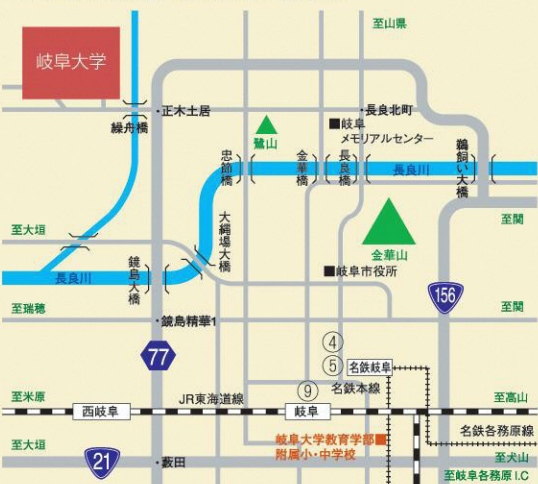 至山県
岐阜大学
・正木土居
・長良北町
■岐阜
メモリアルセンター
繰舟橋
鷺山
忠節橋
金華橋
長良橋
長良川
鵜飼い大橋
至大垣
大縄場大橋
金華山
至関
長良川
鏡島大橋
■岐阜市役所
156
至瑞穂
・鏡島精華1
至関
④
77
⑤
名鉄岐阜
⑨
名鉄本線
至米原
JR東海道線
至高山
西岐阜
岐阜
名鉄各務原線
至大垣
岐阜大学教育学部■
附属小・中学校
21
・薮田
至犬山
至岐阜各務原I.C